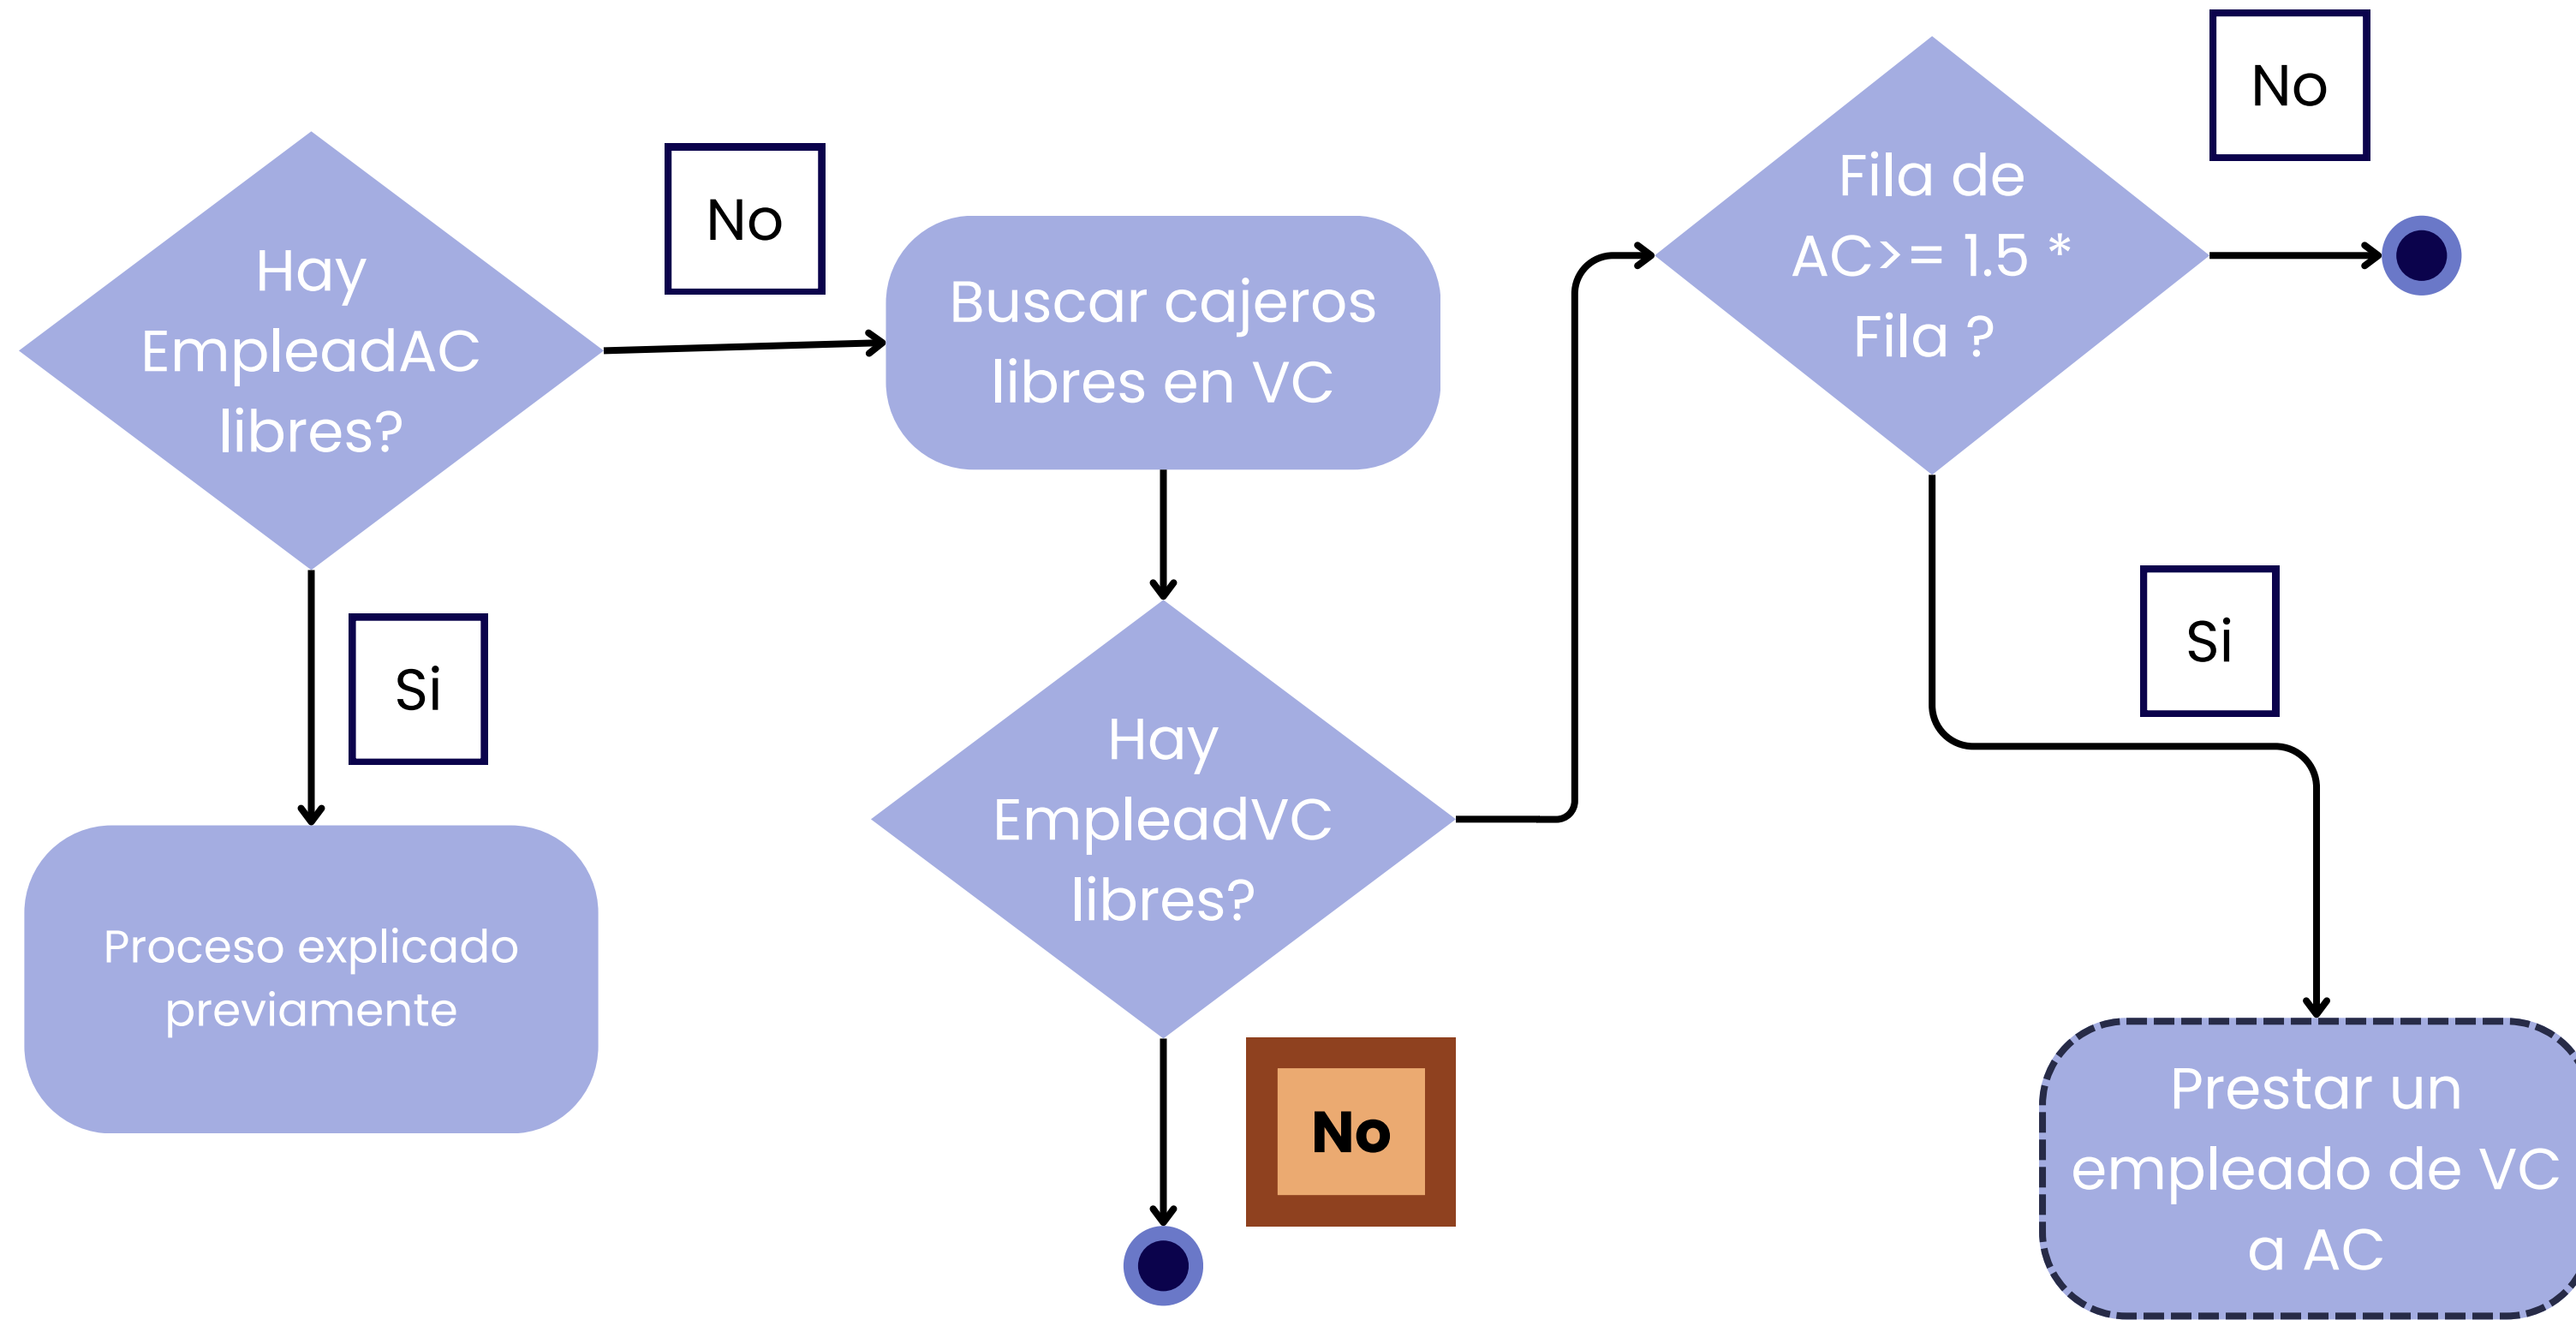 Hay
EmpleadAC
libres?
No
Si
Proceso explicado
previamente
Buscar cajeros
libres en VC
Hay
EmpleadVC
libres?
No
Fila de
AC>= 1.5 *
Fila ?
No
Si
Prestar un
empleado de VC
a AC